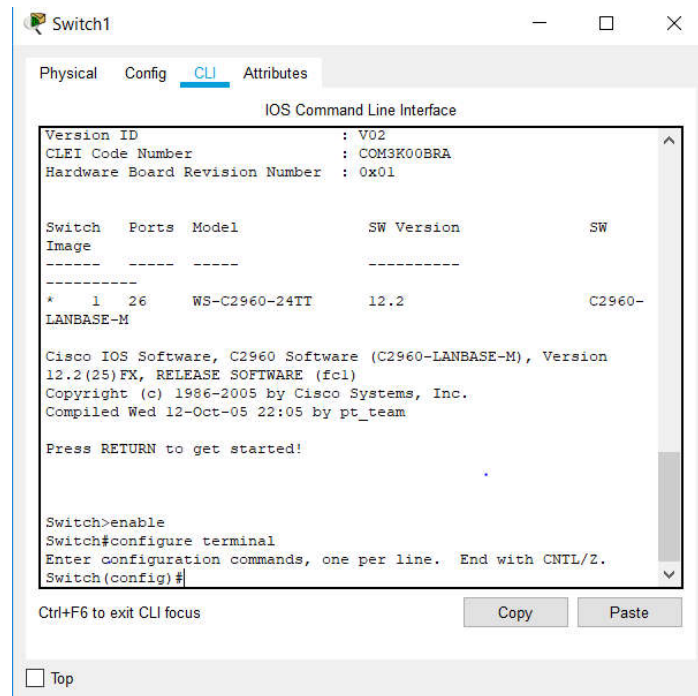 Switch1
Physical Config CLI Attributes
IOS Command Line Interface
Version ID : V02
CLEI Code Number : COM3K00BRA
Hardware Board Revision Number : 0x01
Switch Ports Model SW Version SW
Image
------ ----- ----- ----------
----------
* 1 26 WS-C2960-24TT 12.2 C2960-
LANBASE-M
Cisco IOS Software, C2960 Software (C2960-LANBASE-M), Version
12.2(25)FX, RELEASE SOFTWARE (fc1)
Copyright (c) 1986-2005 by Cisco Systems, Inc.
Compiled Wed 12-Oct-05 22:05 by pt_team
Press RETURN to get started!
Switch>enable
Switch#configure terminal
Enter configuration commands, one per line. End with CNTL/Z.
Switch(config)#
Ctrl+F6 to exit CLI focus
Copy Paste
Top